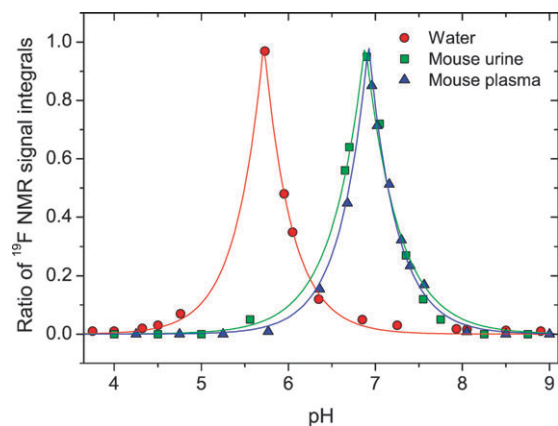 Water
Mouse urine
Mouse plasma
Ratio of ¹⁹F NMR signal integrals
1.0
0.8
0.6
0.4
0.2
0.0
4 5 6 7 8 9
pH